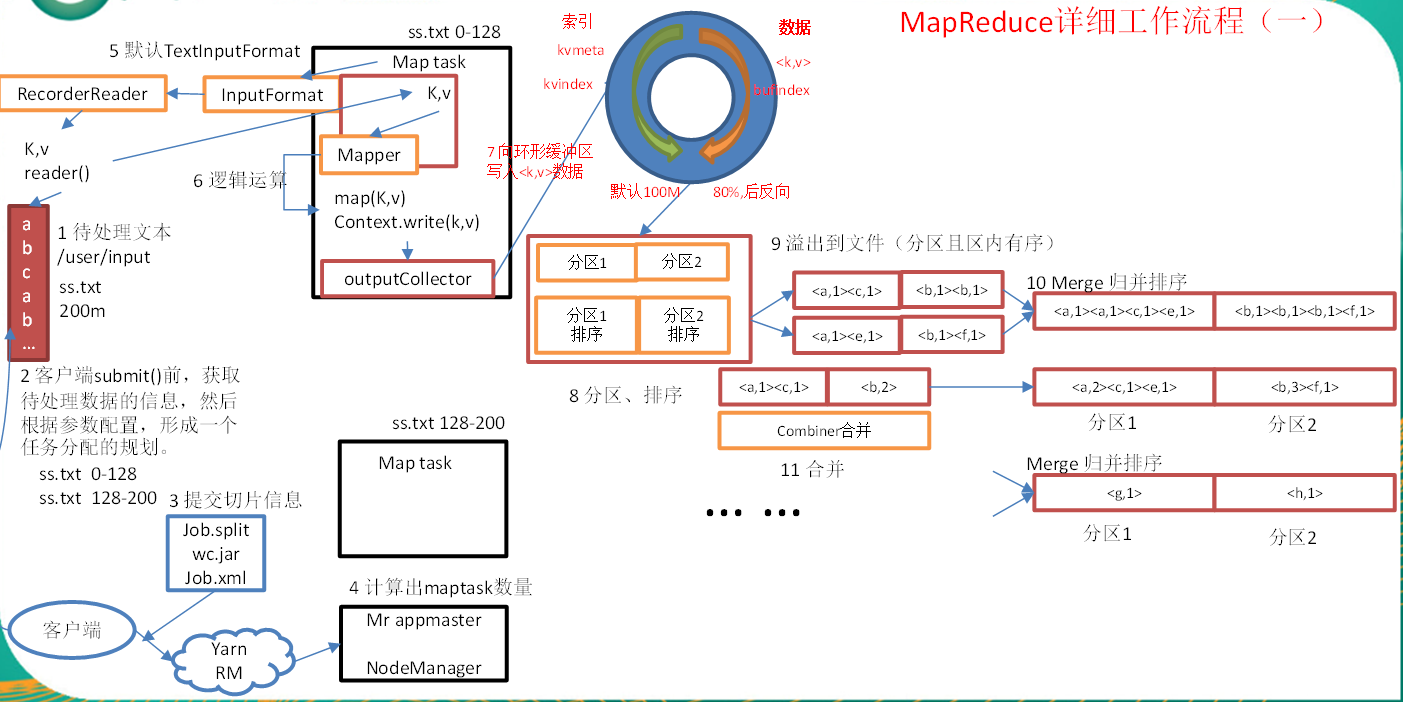 MapReduce详细工作流程（一）
ss.txt 0-128
5 默认TextInputFormat
Map task
RecorderReader
InputFormat
K,v
K,v
reader()
Mapper
6 逻辑运算
map(K,v)
Context.write(k,v)
outputCollector
a
b
c
a
b
...
1 待处理文本
/user/input
ss.txt
200m
2 客户端submit()前，获取
待处理数据的信息，然后
根据参数配置，形成一个
任务分配的规划。
ss.txt 0-128
ss.txt 128-200
3 提交切片信息
Job.split
wc.jar
Job.xml
客户端
Yarn
RM
4 计算出maptask数量
Mr appmaster
NodeManager
ss.txt 128-200
Map task
索引
kvmeta
kvindex
数据
<k,v>
bufindex
7 向环形缓冲区
写入<k,v>数据
默认100M
80%,后反向
分区1
分区2
分区1
排序
分区2
排序
8 分区、排序
9 溢出到文件（分区且区内有序）
<a,1><c,1>
<b,1><b,1>
<a,1><e,1>
<b,1><f,1>
10 Merge 归并排序
<a,1><a,1><c,1><e,1>
<b,1><b,1><b,1><f,1>
<a,1><c,1>
<b,2>
<a,2><c,1><e,1>
<b,3><f,1>
Combiner合并
11 合并
分区1
分区2
Merge 归并排序
<g,1>
<h,1>
分区1
分区2
... ...